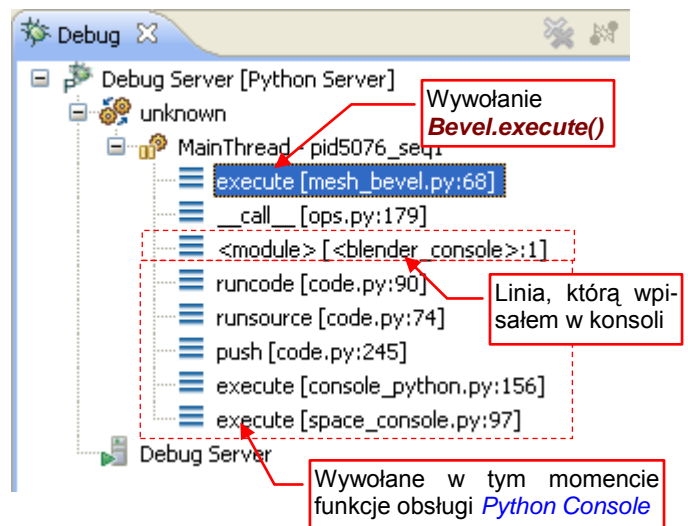 Debug
Debug Server [Python Server]
unknown
Wywołanie
Bevel.execute()
MainThread - pid5076_seq1
execute [mesh_bevel.py:68]
__call__ [ops.py:179]
<module> [<blender_console>:1]
runcode [code.py:90]
Linia, którą wpi-
sałem w konsoli
runsource [code.py:74]
push [code.py:245]
execute [console_python.py:156]
execute [space_console.py:97]
Debug Server
Wywołane w tym momencie
funkcje obsługi Python Console